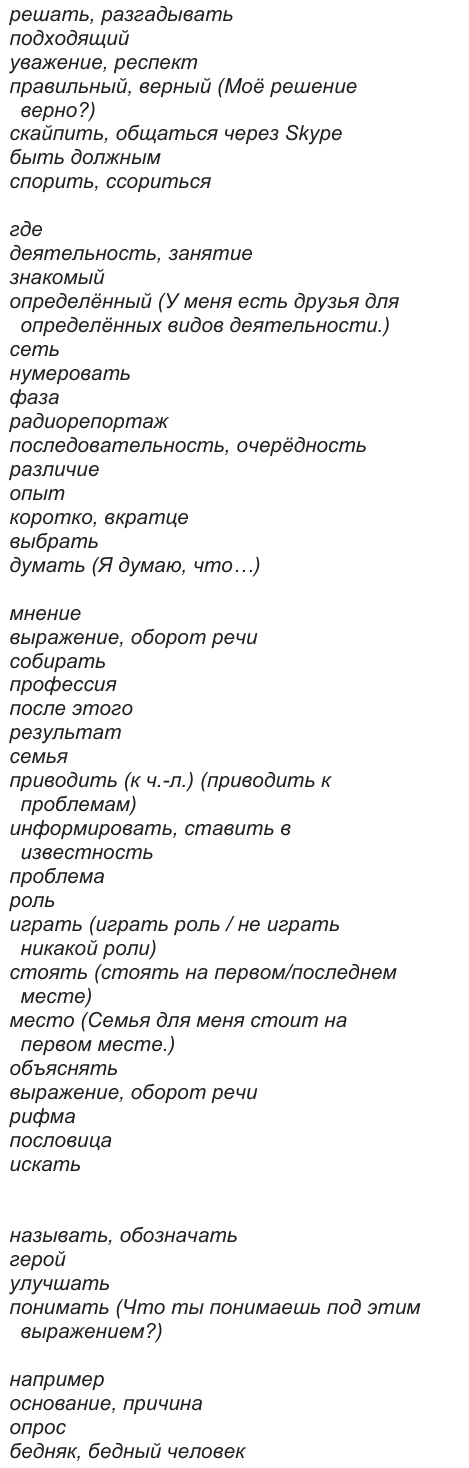 решать, разгадывать
подходящий
уважение, респект
правильный, верный (Моё решение
верно?)
скайпить, общаться через Skype
быть должным
спорить, ссориться
где
деятельность, занятие
знакомый
определённый (У меня есть друзья для
определённых видов деятельности.)
сеть
нумеровать
фаза
радиорепортаж
последовательность, очерёдность
различие
опыт
коротко, вкратце
выбрать
думать (Я думаю, что…)
мнение
выражение, оборот речи
собирать
профессия
после этого
результат
семья
приводить (к ч.-л.) (приводить к
проблемам)
информировать, ставить в
известность
проблема
роль
играть (играть роль / не играть
никакой роли)
стоять (стоять на первом/последнем
месте)
место (Семья для меня стоит на
первом месте.)
объяснять
выражение, оборот речи
рифма
пословица
искать
называть, обозначать
герой
улучшать
понимать (Что ты понимаешь под этим
выражением?)
например
основание, причина
опрос
бедняк, бедный человек